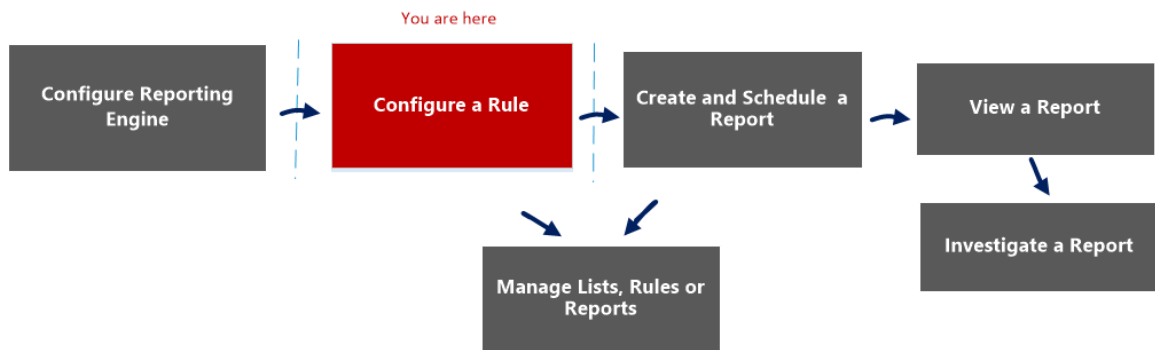 You are here
Configure Reporting
Engine
Configure a Rule
Create and Schedule a
Report
View a Report
Investigate a Report
Manage Lists, Rules or
Reports